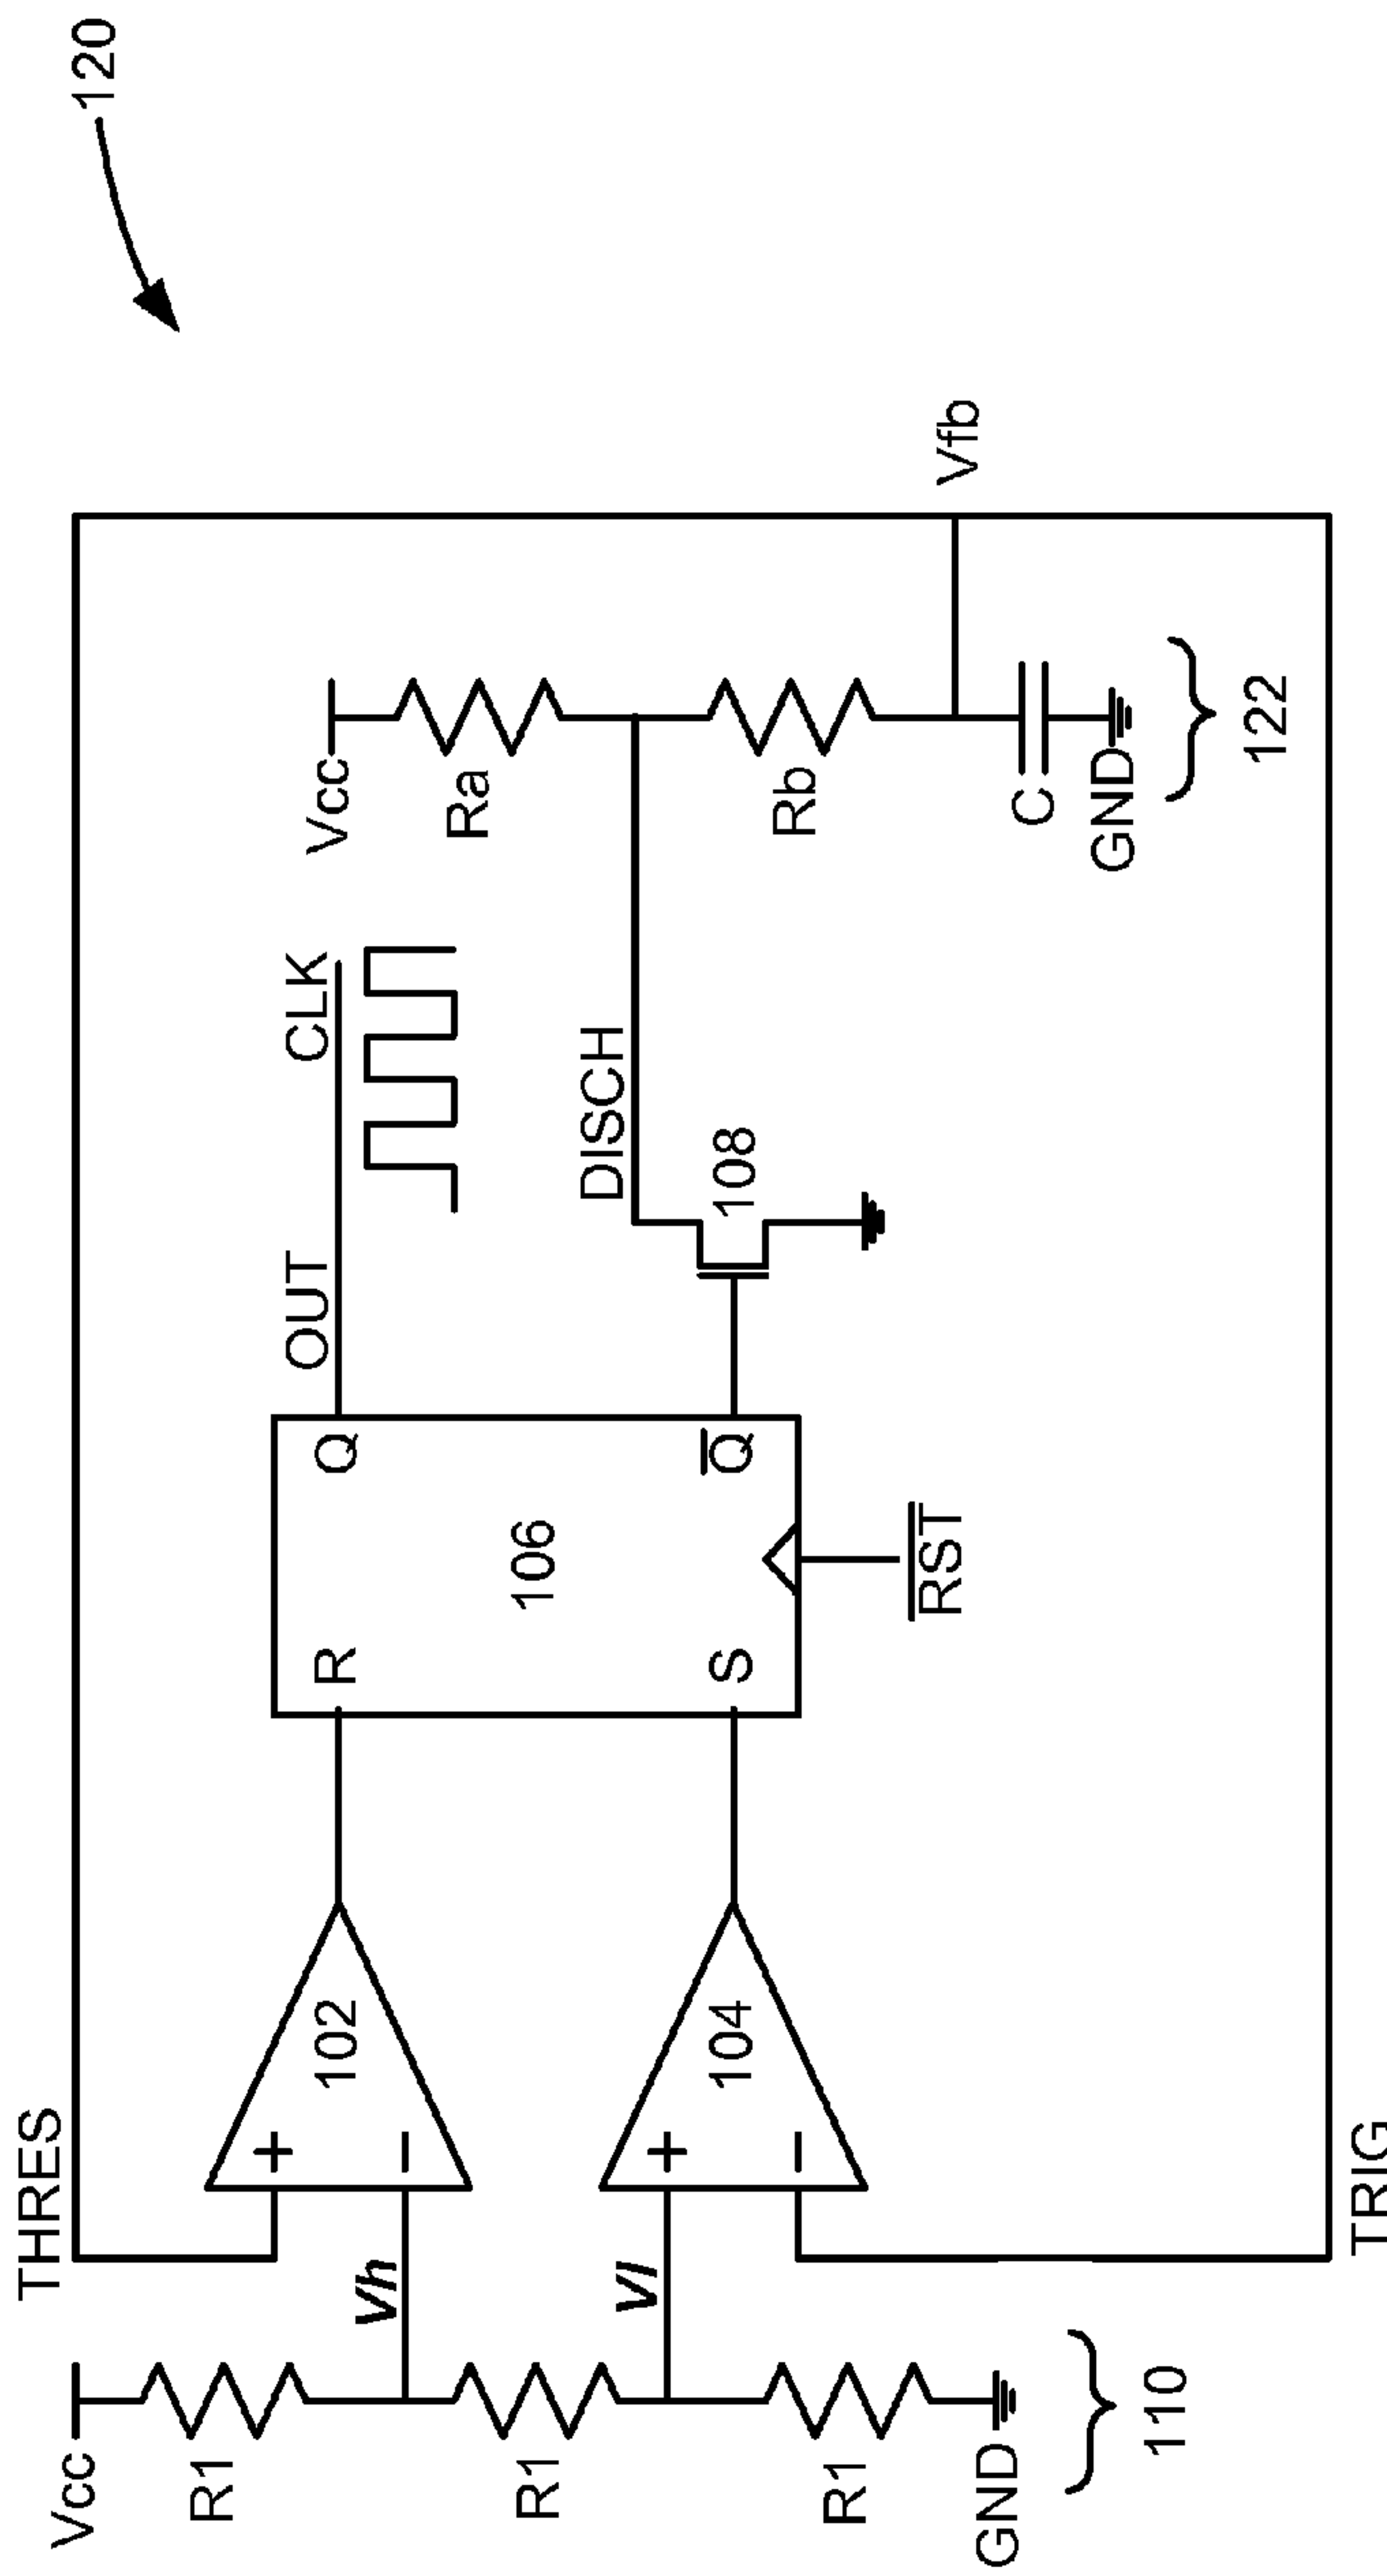 120
THRES
Vcc
R1
Vh
R1
Vl
R1
GND
110
+
−
102
+
−
104
R
S
106
Q
Q̅
R̅S̅T̅
OUT
CLK
DISCH
108
Vcc
Ra
Rb
C
GND
122
Vfb
TRIG